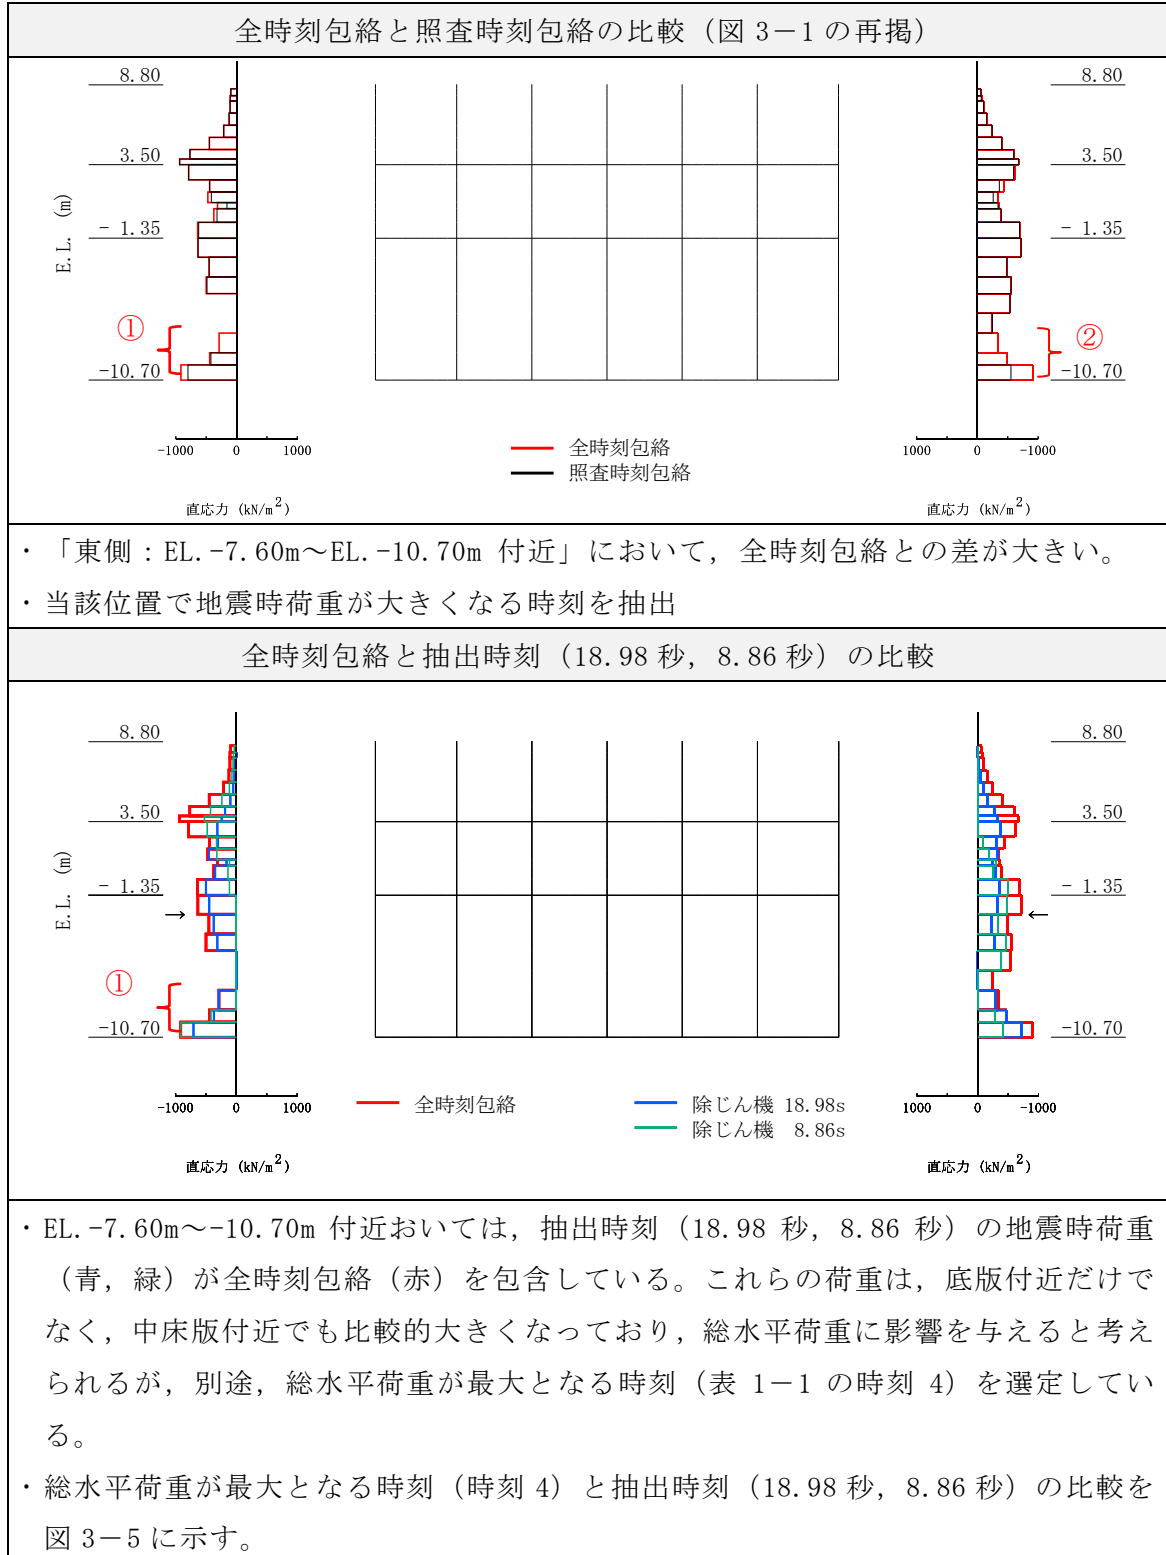 全時刻包絡と照査時刻包絡の比較（図 3－1 の再掲）
8.80
3.50
- 1.35
-10.70
E.L. (m)
①
8.80
3.50
- 1.35
-10.70
②
-1000 0 1000
1000 0 -1000
全時刻包絡
照査時刻包絡
直応力 (kN/m²)
直応力 (kN/m²)
・「東側：EL.-7.60m～EL.-10.70m 付近」において，全時刻包絡との差が大きい。
・当該位置で地震時荷重が大きくなる時刻を抽出
全時刻包絡と抽出時刻（18.98 秒，8.86 秒）の比較
8.80
3.50
- 1.35
-10.70
E.L. (m)
→
①
8.80
3.50
- 1.35
-10.70
←
-1000 0 1000
1000 0 -1000
全時刻包絡
除じん機 18.98s
除じん機 8.86s
直応力 (kN/m²)
直応力 (kN/m²)
・EL.-7.60m～-10.70m 付近おいては，抽出時刻（18.98 秒，8.86 秒）の地震時荷重
（青，緑）が全時刻包絡（赤）を包含している。これらの荷重は，底版付近だけで
なく，中床版付近でも比較的大きくなっており，総水平荷重に影響を与えると考え
られるが，別途，総水平荷重が最大となる時刻（表 1－1 の時刻 4）を選定してい
る。
・総水平荷重が最大となる時刻（時刻 4）と抽出時刻（18.98 秒，8.86 秒）の比較を
図 3－5 に示す。